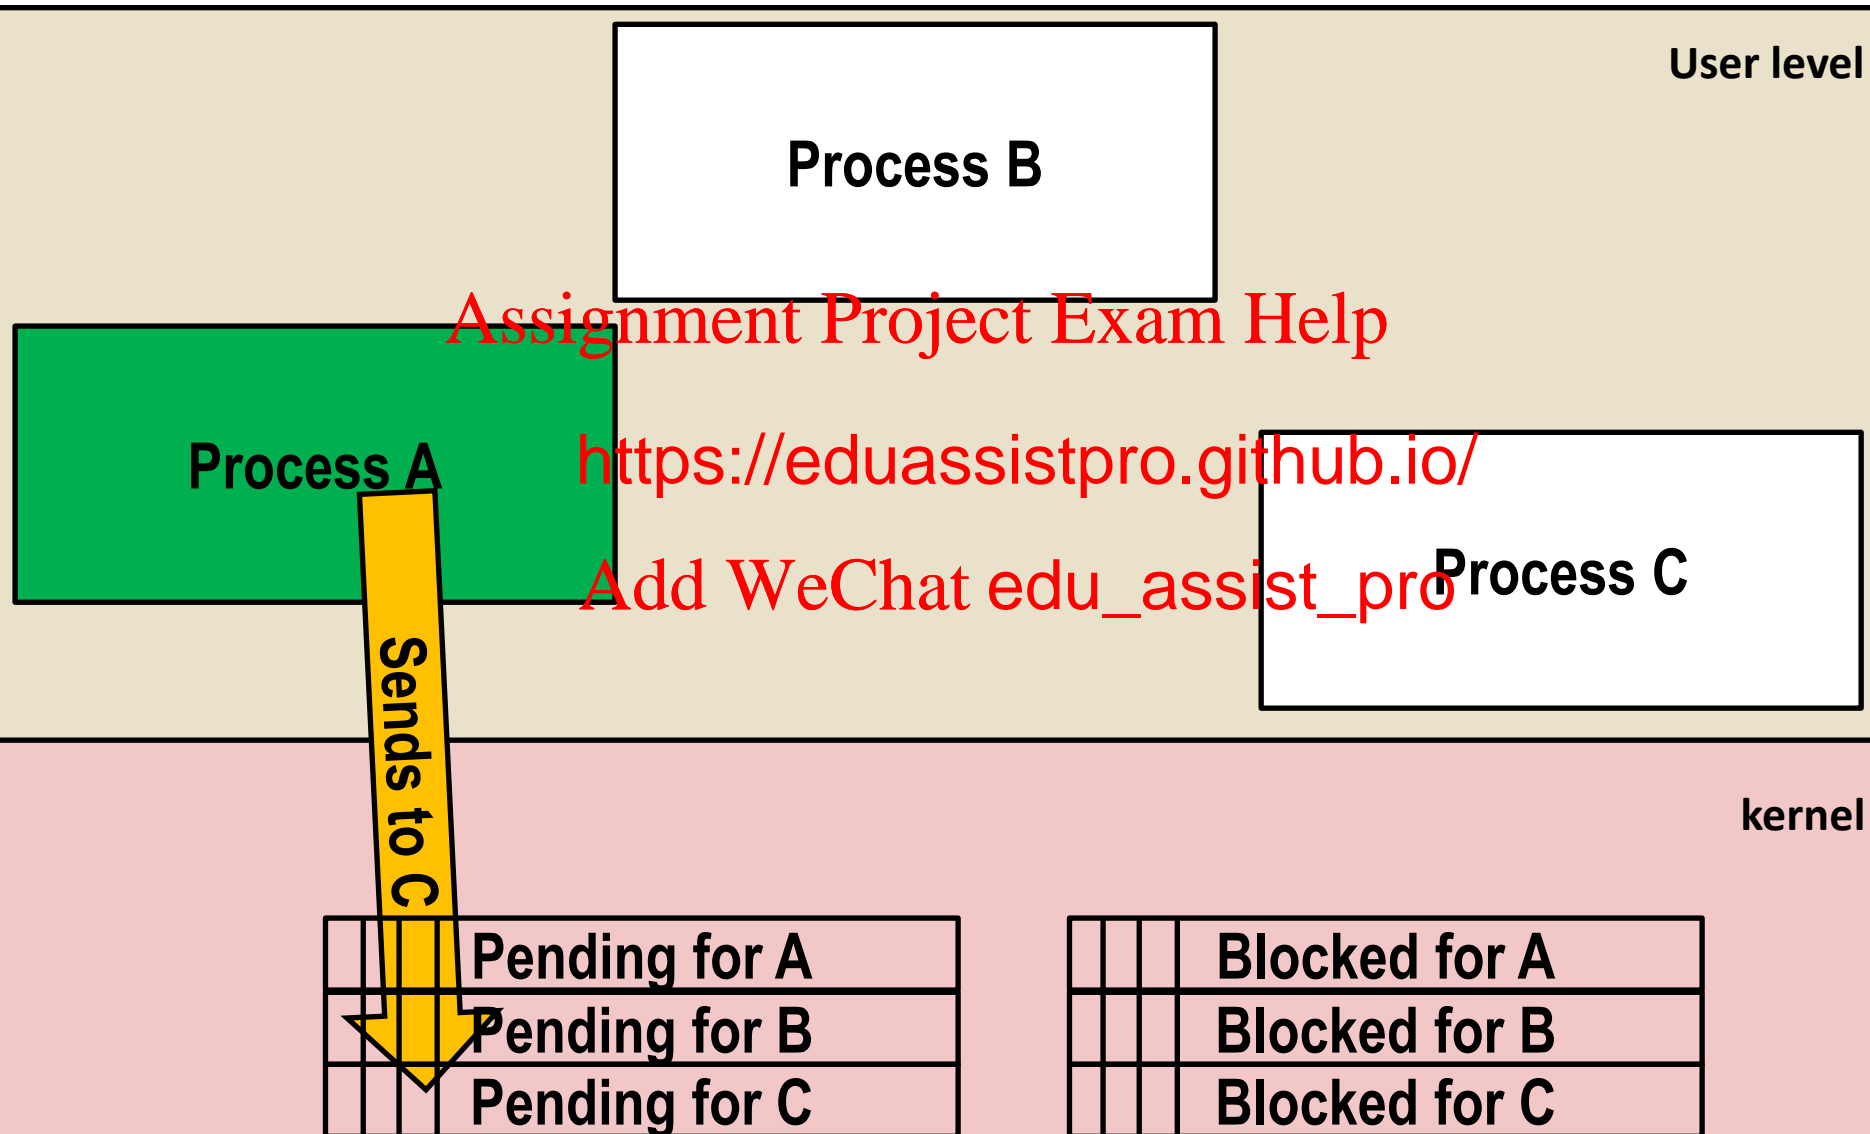 User level
Process B
Assignment Project Exam Help
Process A
https://eduassistpro.github.io/
Process C
Add WeChat edu_assist_pro
Sends to C
kernel
Pending for A
Blocked for A
Pending for B
Blocked for B
Pending for C
Blocked for C